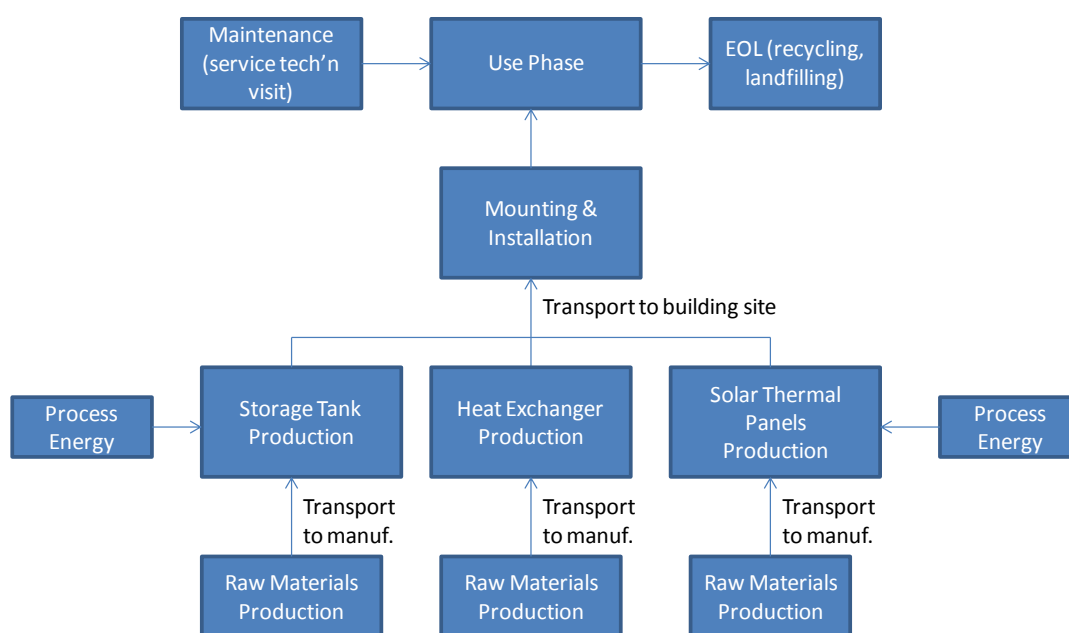 Maintenance
(service tech’n
visit)
Use Phase
EOL (recycling,
landfilling)
Mounting &
Installation
Transport to building site
Process
Energy
Storage Tank
Production
Heat Exchanger
Production
Solar Thermal
Panels
Production
Process
Energy
Transport
to manuf.
Transport
to manuf.
Transport
to manuf.
Raw Materials
Production
Raw Materials
Production
Raw Materials
Production